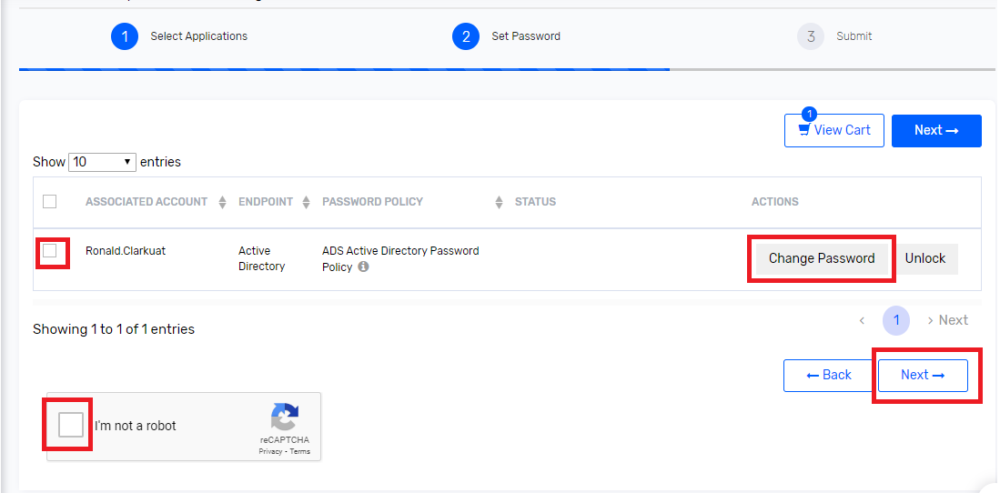 1 Select Applications 2 Set Password 3 Submit
1
View Cart Next →
Show 10 entries
ASSOCIATED ACCOUNT ENDPOINT PASSWORD POLICY STATUS ACTIONS
Ronald.Clarkuat Active ADS Active Directory Password
Directory Policy
Change Password Unlock
Showing 1 to 1 of 1 entries
‹ 1 › Next
← Back Next →
I'm not a robot
reCAPTCHA
Privacy - Terms